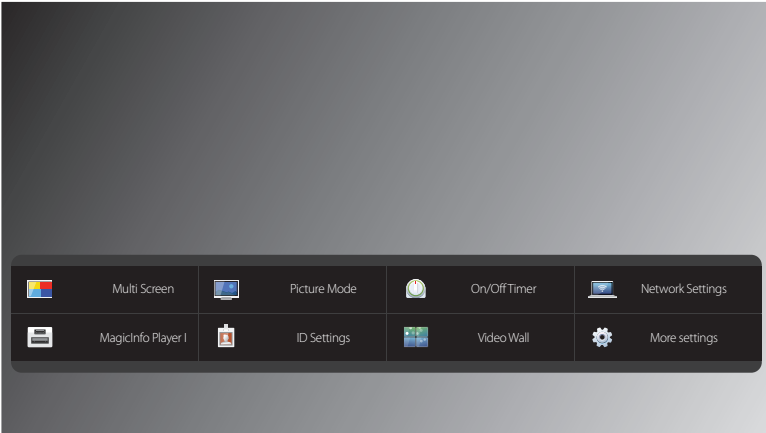 Multi Screen
Picture Mode
On/Off Timer
Network Settings
MagicInfo Player I
ID Settings
Video Wall
More settings